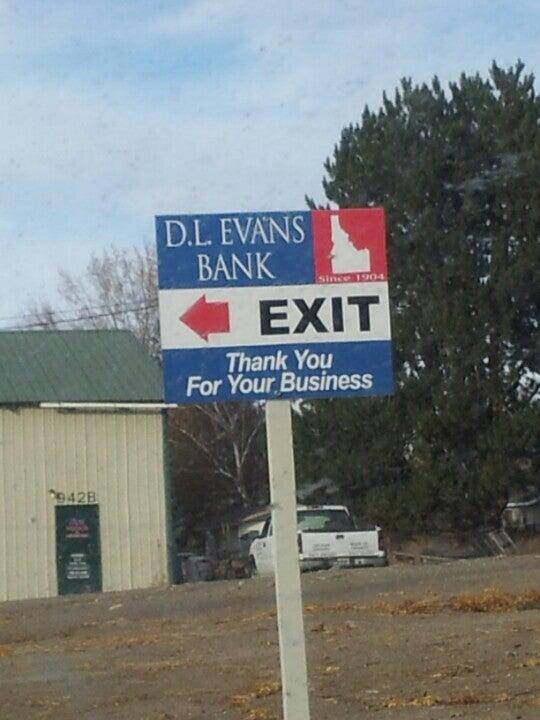 D.L. EVANS
BANK
Since 1904
EXIT
Thank You
For Your Business
942B